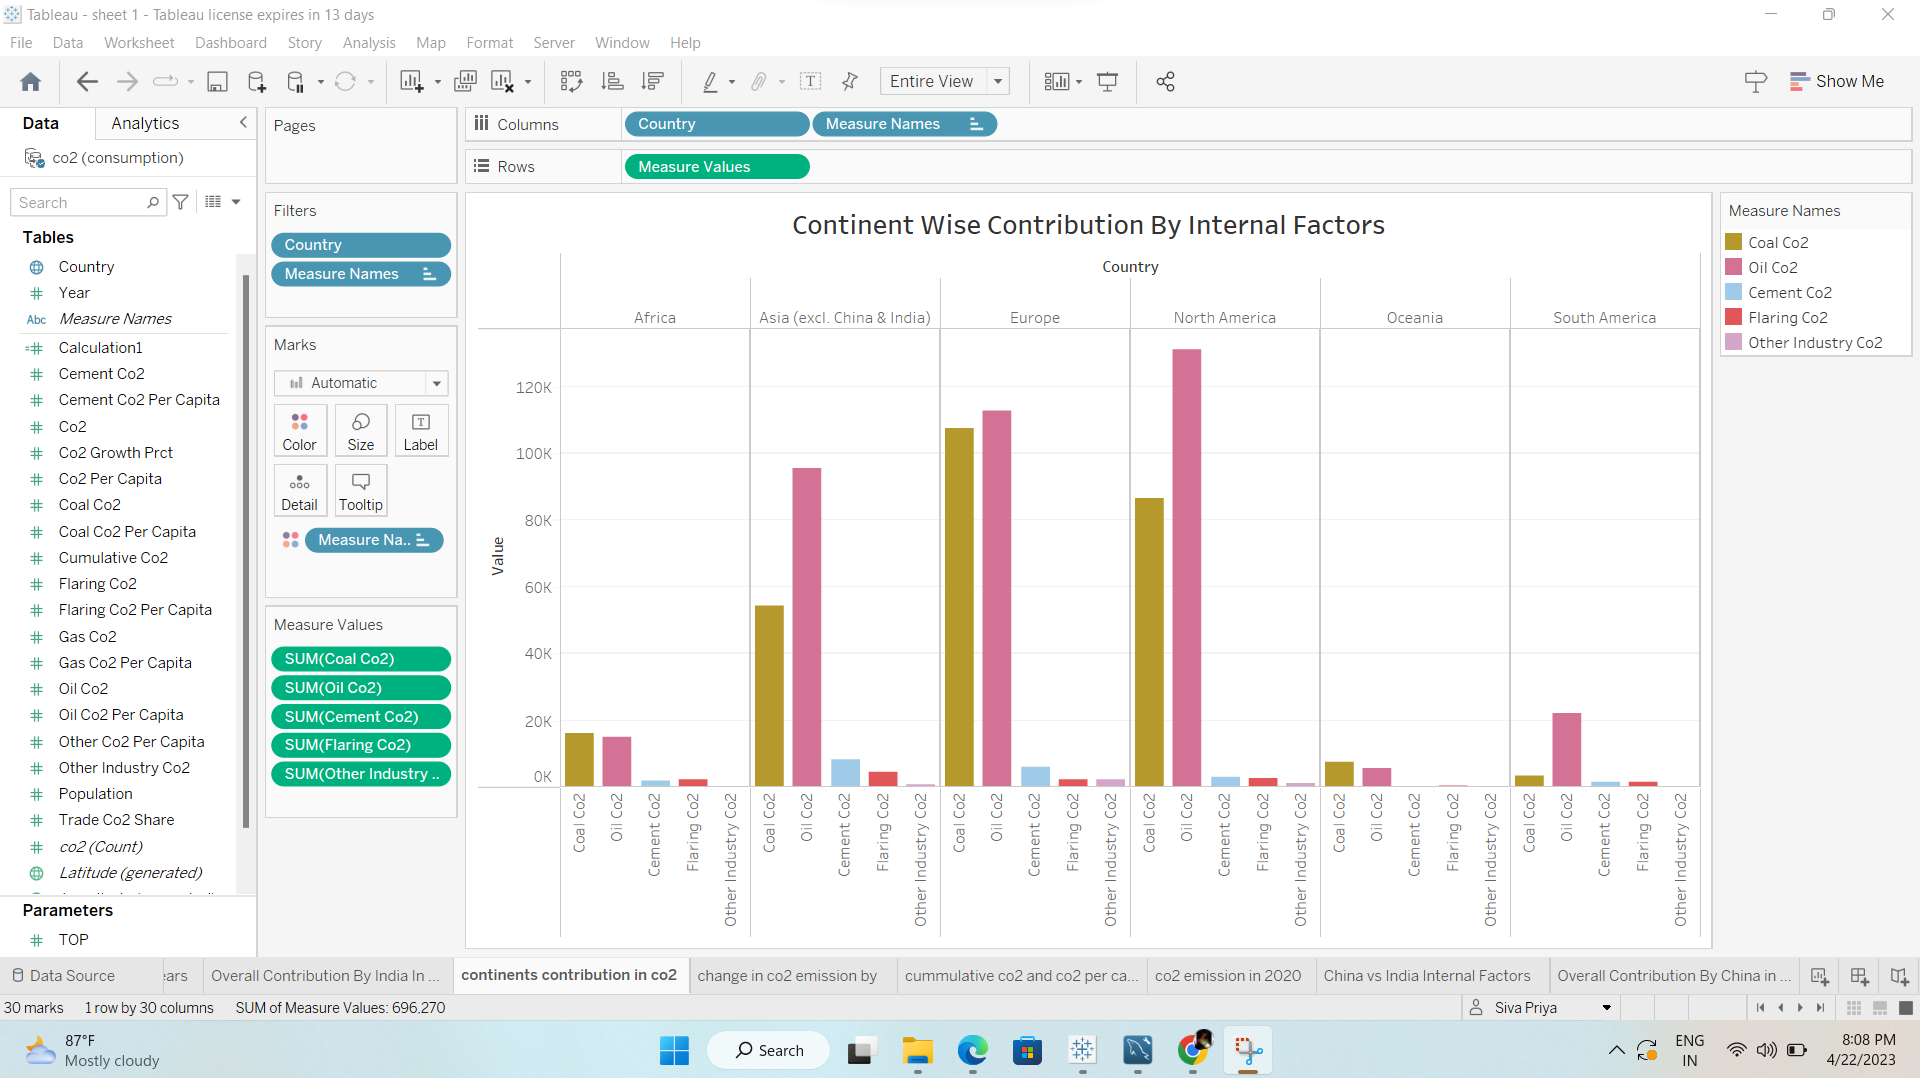 Tableau - sheet 1 - Tableau license expires in 13 days
File Data Worksheet Dashboard Story Analysis Map Format Server Window Help
Entire View
Show Me
Data Analytics
co2 (consumption)
Search
Tables
Country
Year
Abc Measure Names
Calculation1
Cement Co2
Cement Co2 Per Capita
Co2
Co2 Growth Prct
Co2 Per Capita
Coal Co2
Coal Co2 Per Capita
Cumulative Co2
Flaring Co2
Flaring Co2 Per Capita
Gas Co2
Gas Co2 Per Capita
Oil Co2
Oil Co2 Per Capita
Other Co2 Per Capita
Other Industry Co2
Population
Trade Co2 Share
co2 (Count)
Latitude (generated)
Parameters
TOP
Pages
Filters
Country
Measure Names
Marks
Automatic
Color Size Label
Detail Tooltip
Measure Na..
Measure Values
SUM(Coal Co2)
SUM(Oil Co2)
SUM(Cement Co2)
SUM(Flaring Co2)
SUM(Other Industry ..
Columns Country Measure Names
Rows Measure Values
Continent Wise Contribution By Internal Factors
Country
Africa Asia (excl. China & India) Europe North America Oceania South America
Value
120K
100K
80K
60K
40K
20K
0K
Coal Co2 Oil Co2 Cement Co2 Flaring Co2 Other Industry Co2
Coal Co2 Oil Co2 Cement Co2 Flaring Co2 Other Industry Co2
Coal Co2 Oil Co2 Cement Co2 Flaring Co2 Other Industry Co2
Coal Co2 Oil Co2 Cement Co2 Flaring Co2 Other Industry Co2
Coal Co2 Oil Co2 Cement Co2 Flaring Co2 Other Industry Co2
Coal Co2 Oil Co2 Cement Co2 Flaring Co2 Other Industry Co2
Measure Names
Coal Co2
Oil Co2
Cement Co2
Flaring Co2
Other Industry Co2
Data Source ears Overall Contribution By India In ... continents contribution in co2 change in co2 emission by cummulative co2 and co2 per ca... co2 emission in 2020 China vs India Internal Factors Overall Contribution By China in ...
30 marks 1 row by 30 columns SUM of Measure Values: 696,270
Siva Priya
87°F
Mostly cloudy
Search
ENG
IN
8:08 PM
4/22/2023